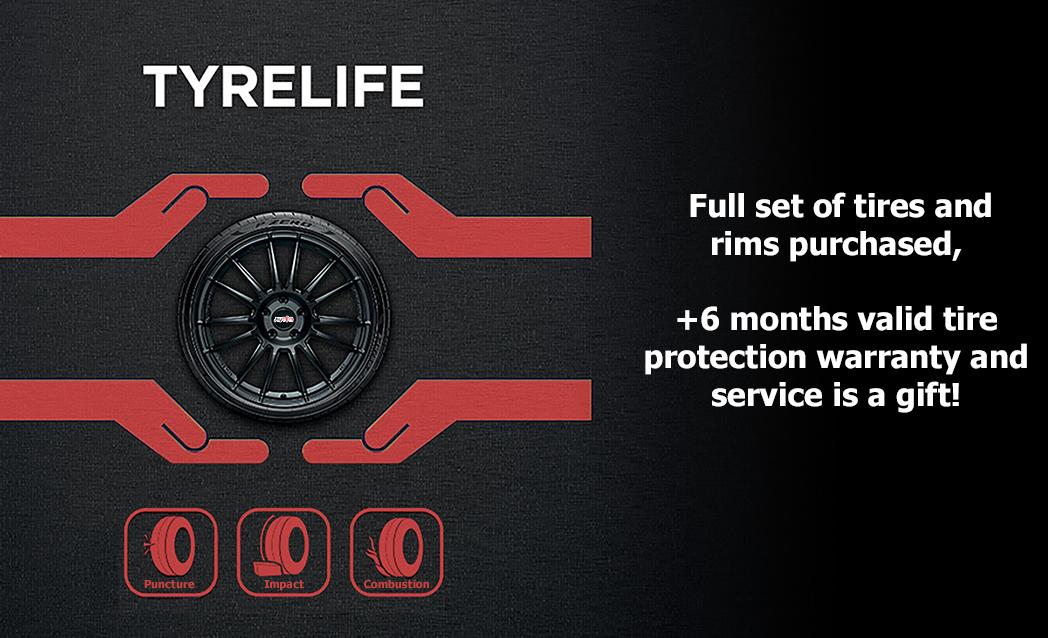 TYRELIFE
P ZERO
Full set of tires and
rims purchased,
+6 months valid tire
protection warranty and
service is a gift!
Puncture
Impact
Combustion